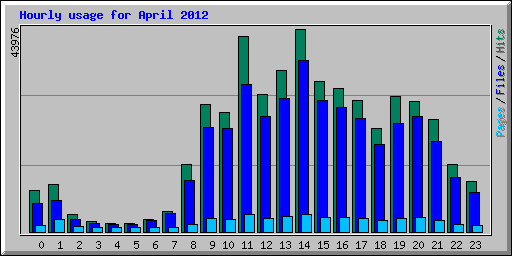 Hourly usage for April 2012
43976
Pages / Files / Hits
0 1 2 3 4 5 6 7 8 9 10 11 12 13 14 15 16 17 18 19 20 21 22 23